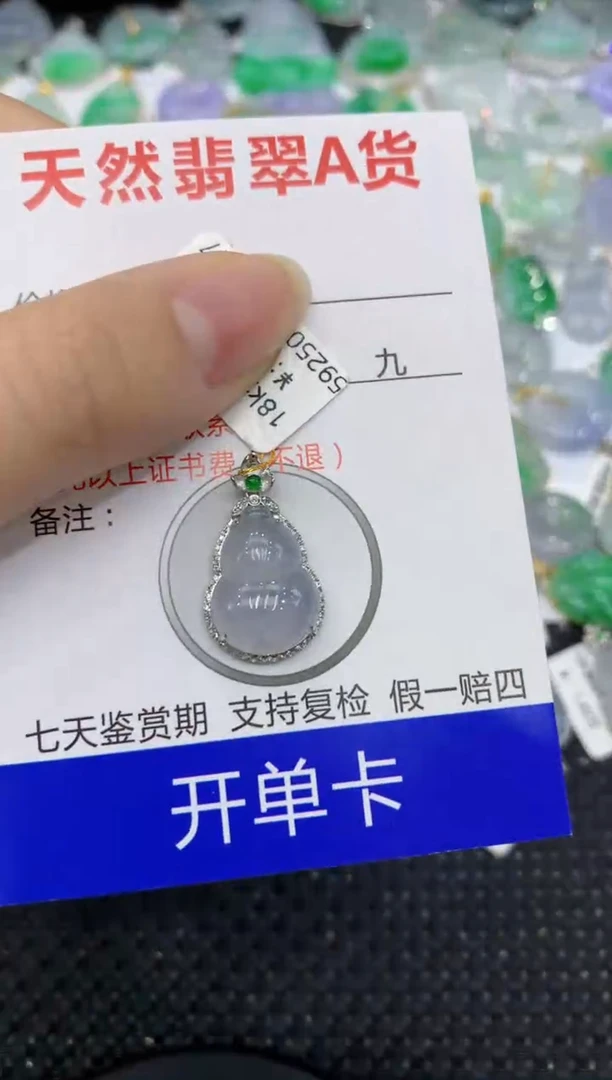 天然翡翠A货
九
以上证书费 不退）
备注：
18K
59250
七天鉴赏期 支持复检 假一赔四
开单卡